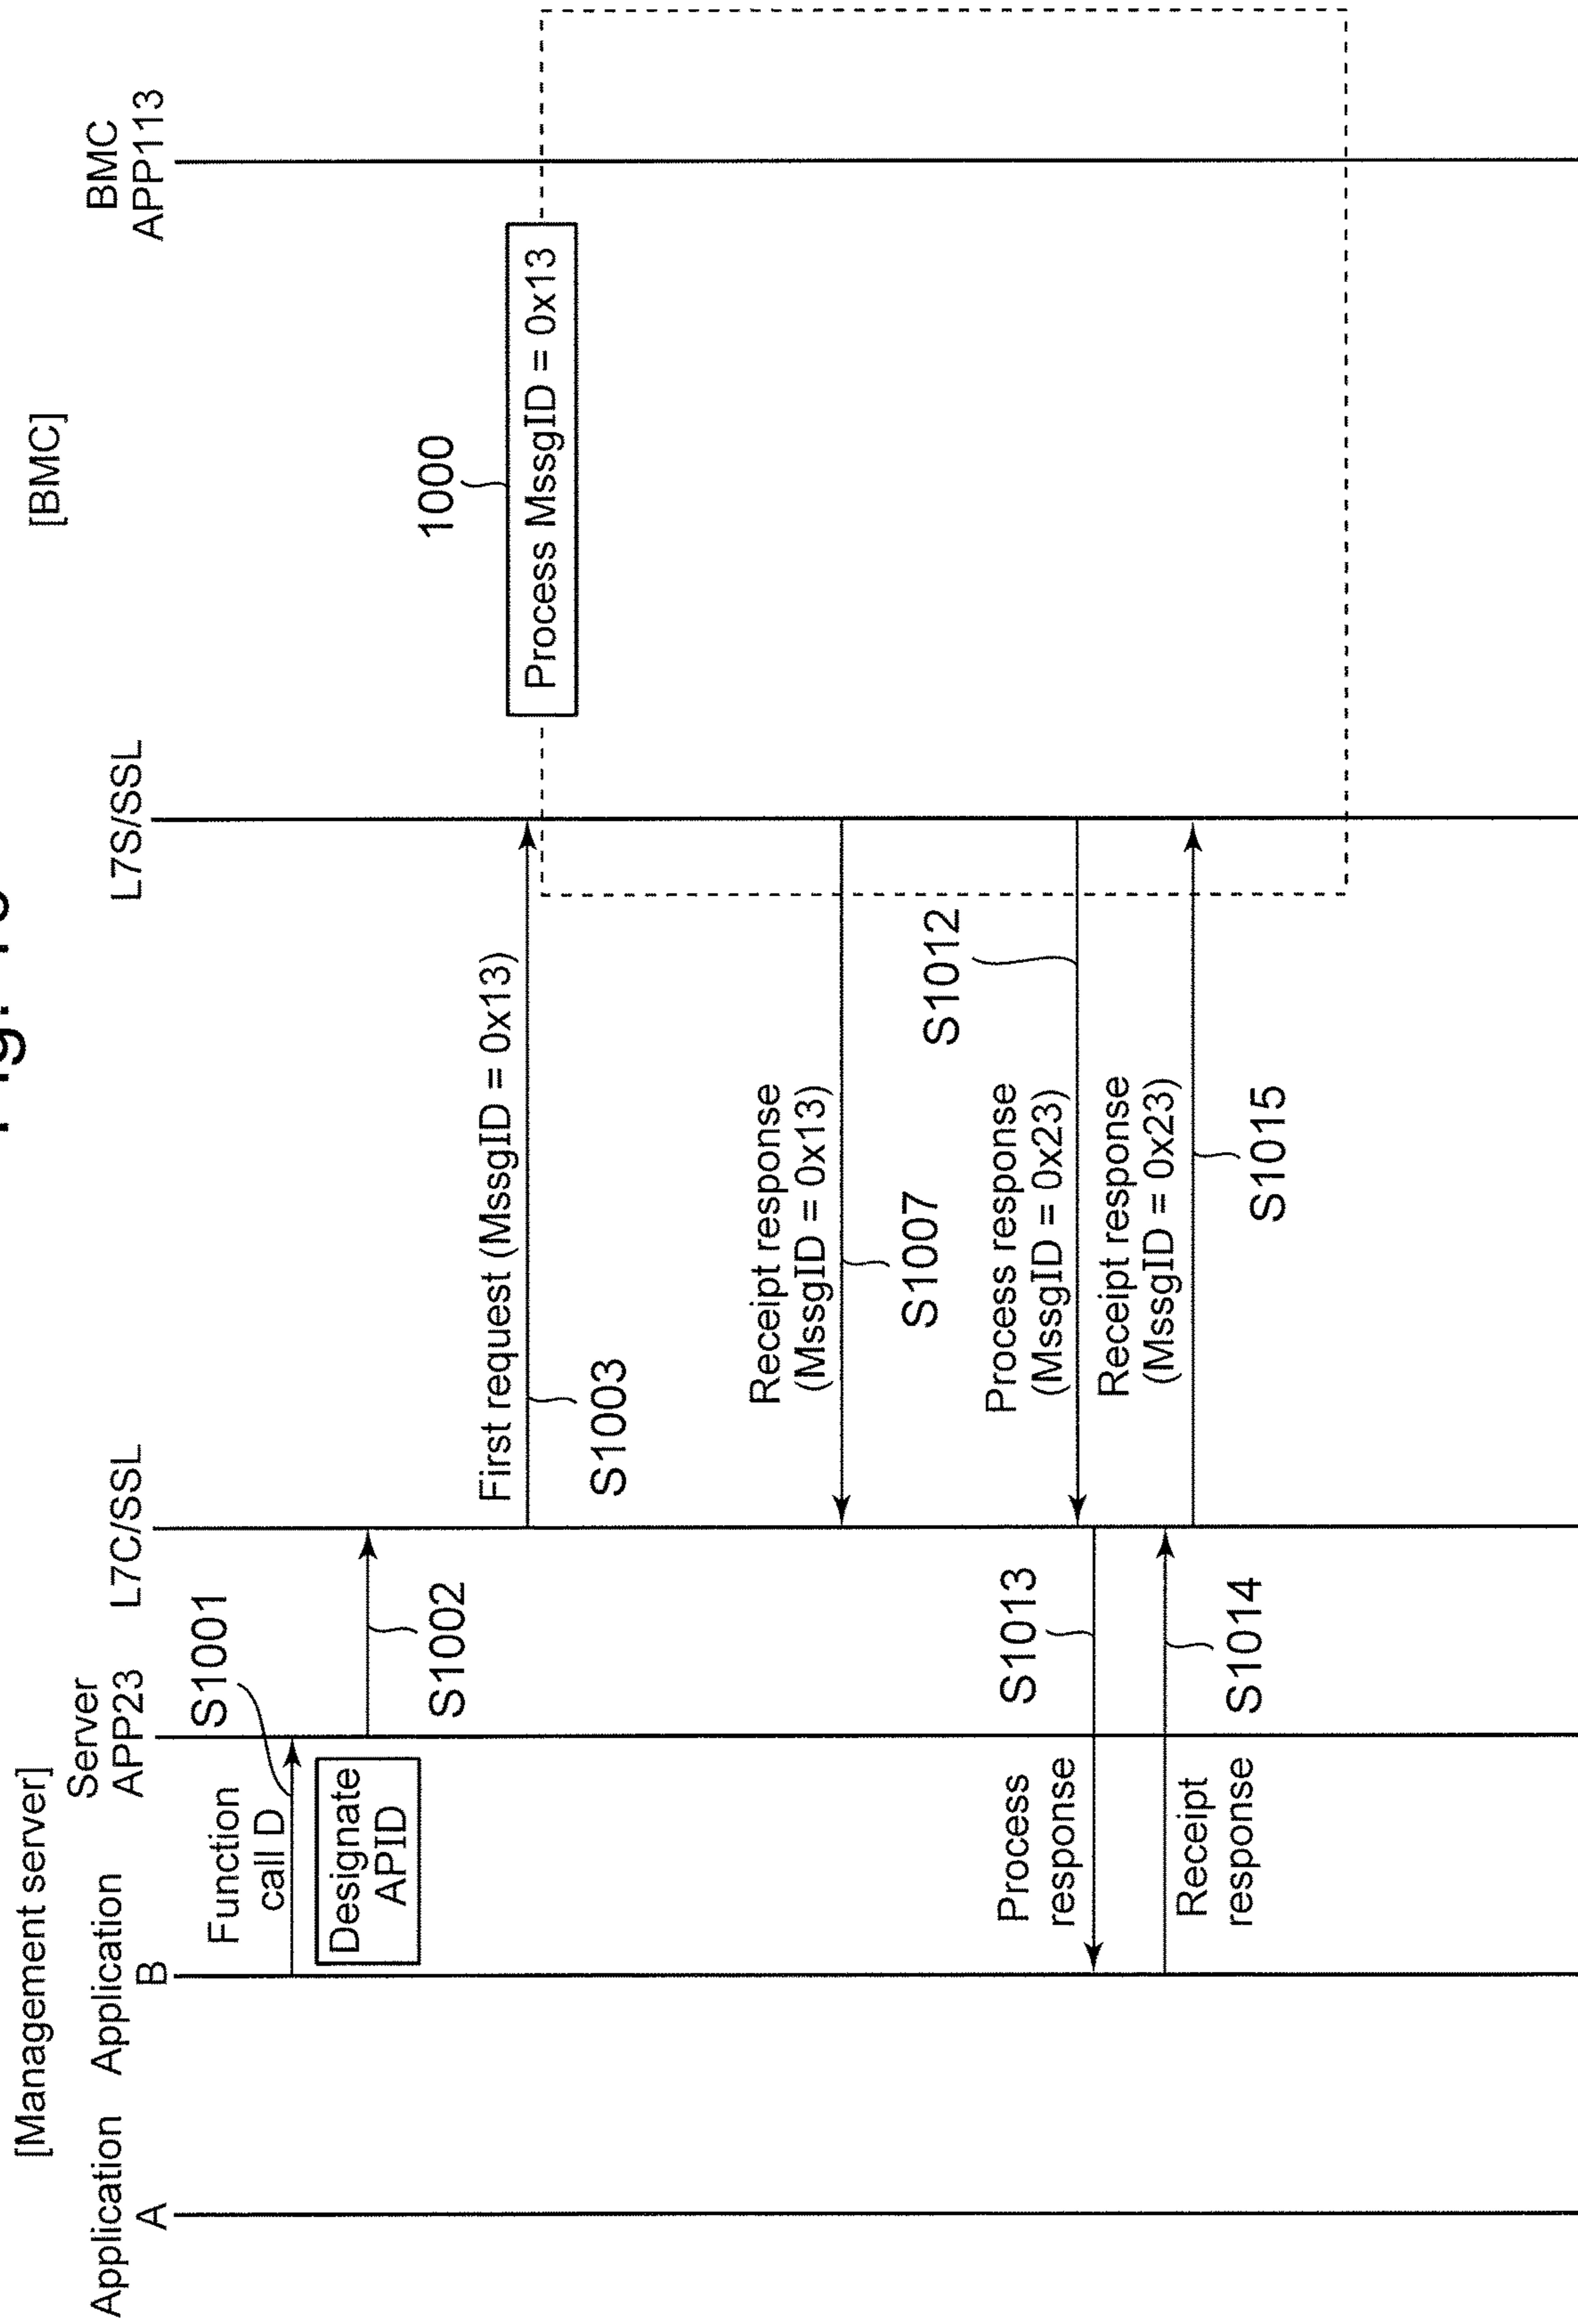 [Management server]
[BMC]
Application
A
Application
B
Server
APP23
L7C/SSL
L7S/SSL
BMC
APP113
Function
call D
S1001
Designate
APID
S1002
First request (MssgID = 0x13)
S1003
1000
Process MssgID = 0x13
Receipt response
(MssgID = 0x13)
S1007
S1012
Process response
(MssgID = 0x23)
Process
response
S1013
Receipt response
(MssgID = 0x23)
Receipt
response
S1014
S1015